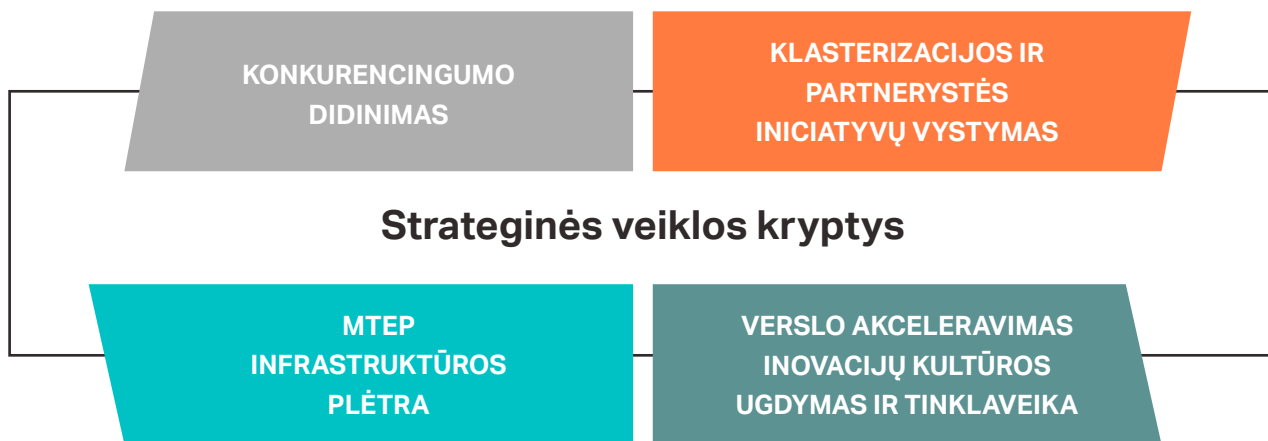 KONKURENCINGUMO
DIDINIMAS
KLASTERIZACIJOS IR
PARTNERYSTĖS
INICIATYVŲ VYSTYMAS
Strateginės veiklos kryptys
MTEP
INFRASTRUKTŪROS
PLĖTRA
VERSLO AKCELERAVIMAS
INOVACIJŲ KULTŪROS
UGDYMAS IR TINKLAVEIKA